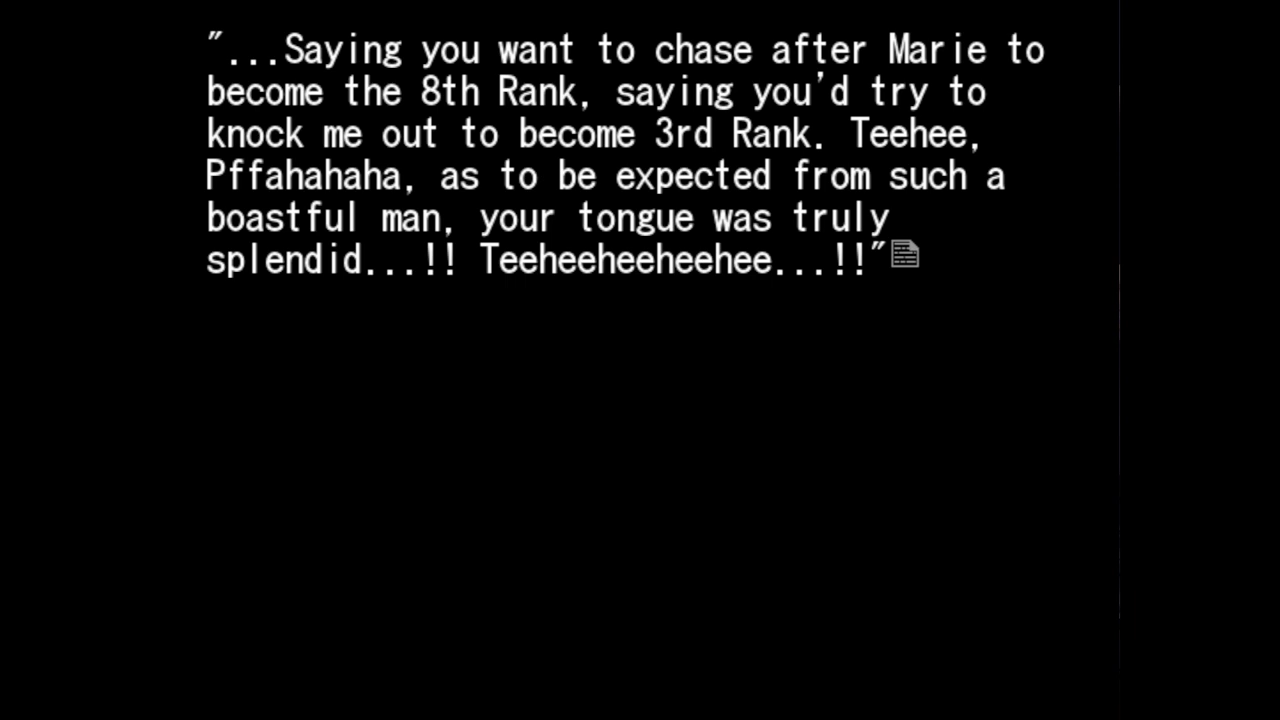 "...Saying you want to chase after Marie to
become the 8th Rank, saying you'd try to
knock me out to become 3rd Rank. Teehee,
Pffahahaha, as to be expected from such a
boastful man, your tongue was truly
splendid...!! Teeheeheeheehee...!!"